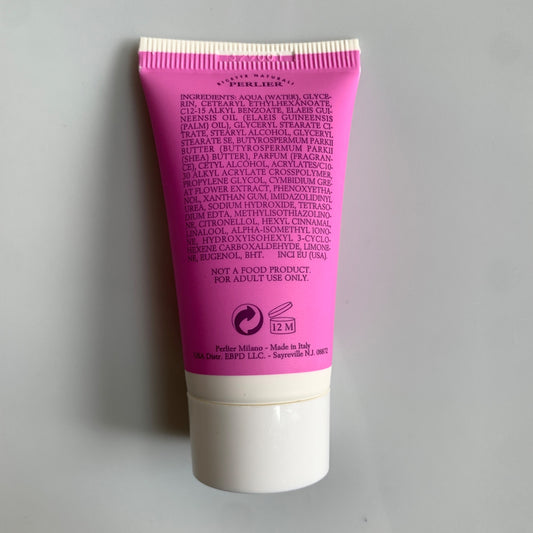 RICETTE NATURALI
PERLIER
INGREDIENTS: AQUA (WATER), GLYCE-
RIN, CETEARYL ETHYLHEXANOATE,
C12-15 ALKYL BENZOATE, ELAEIS GUI-
NEENSIS OIL (ELAEIS GUINEENSIS
(PALM) OIL), GLYCERYL STEARATE CI-
TRATE, STEARYL ALCOHOL, GLYCERYL
STEARATE SE, BUTYROSPERMUM PARKII
BUTTER (BUTYROSPERMUM PARKII
(SHEA) BUTTER), PARFUM (FRAGRAN-
CE), CETYL ALCOHOL, ACRYLATES/C10-
30 ALKYL ACRYLATE CROSSPOLYMER,
PROPYLENE GLYCOL, CYMBIDIUM GRE-
AT FLOWER EXTRACT, PHENOXYETHA-
NOL, XANTHAN GUM, IMIDAZOLIDINYL
UREA, SODIUM HYDROXIDE, TETRASO-
DIUM EDTA, METHYLISOTHIAZOLINO-
NE, CITRONELLOL, HEXYL CINNAMAL,
LINALOOL, ALPHA-ISOMETHYL IONO-
NE, HYDROXYISOHEXYL 3-CYCLO-
HEXENE CARBOXALDEHYDE, LIMONE-
NE, EUGENOL, BHT. INCI EU (USA).
NOT A FOOD PRODUCT.
FOR ADULT USE ONLY.
12 M
Perlier Milano - Made in Italy
USA Distr. EBPD LLC. - Sayreville N.J. 08872